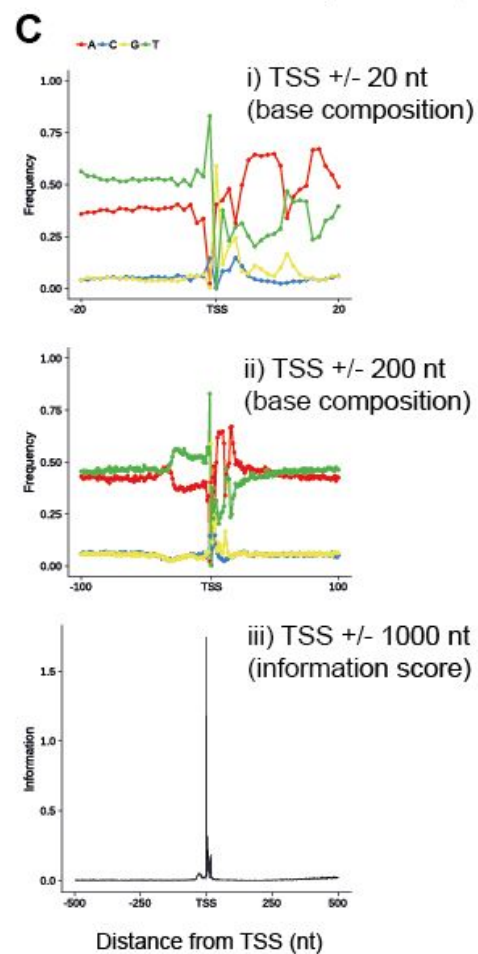 C
A C G T
i) TSS +/- 20 nt
(base composition)
1.00
0.75
0.50
0.25
0.00
Frequency
-20 TSS 20
ii) TSS +/- 200 nt
(base composition)
1.00
0.75
0.50
0.25
0.00
Frequency
-100 TSS 100
iii) TSS +/- 1000 nt
(information score)
1.5
1.0
0.5
0.0
Information
-500 -250 TSS 250 500
Distance from TSS (nt)